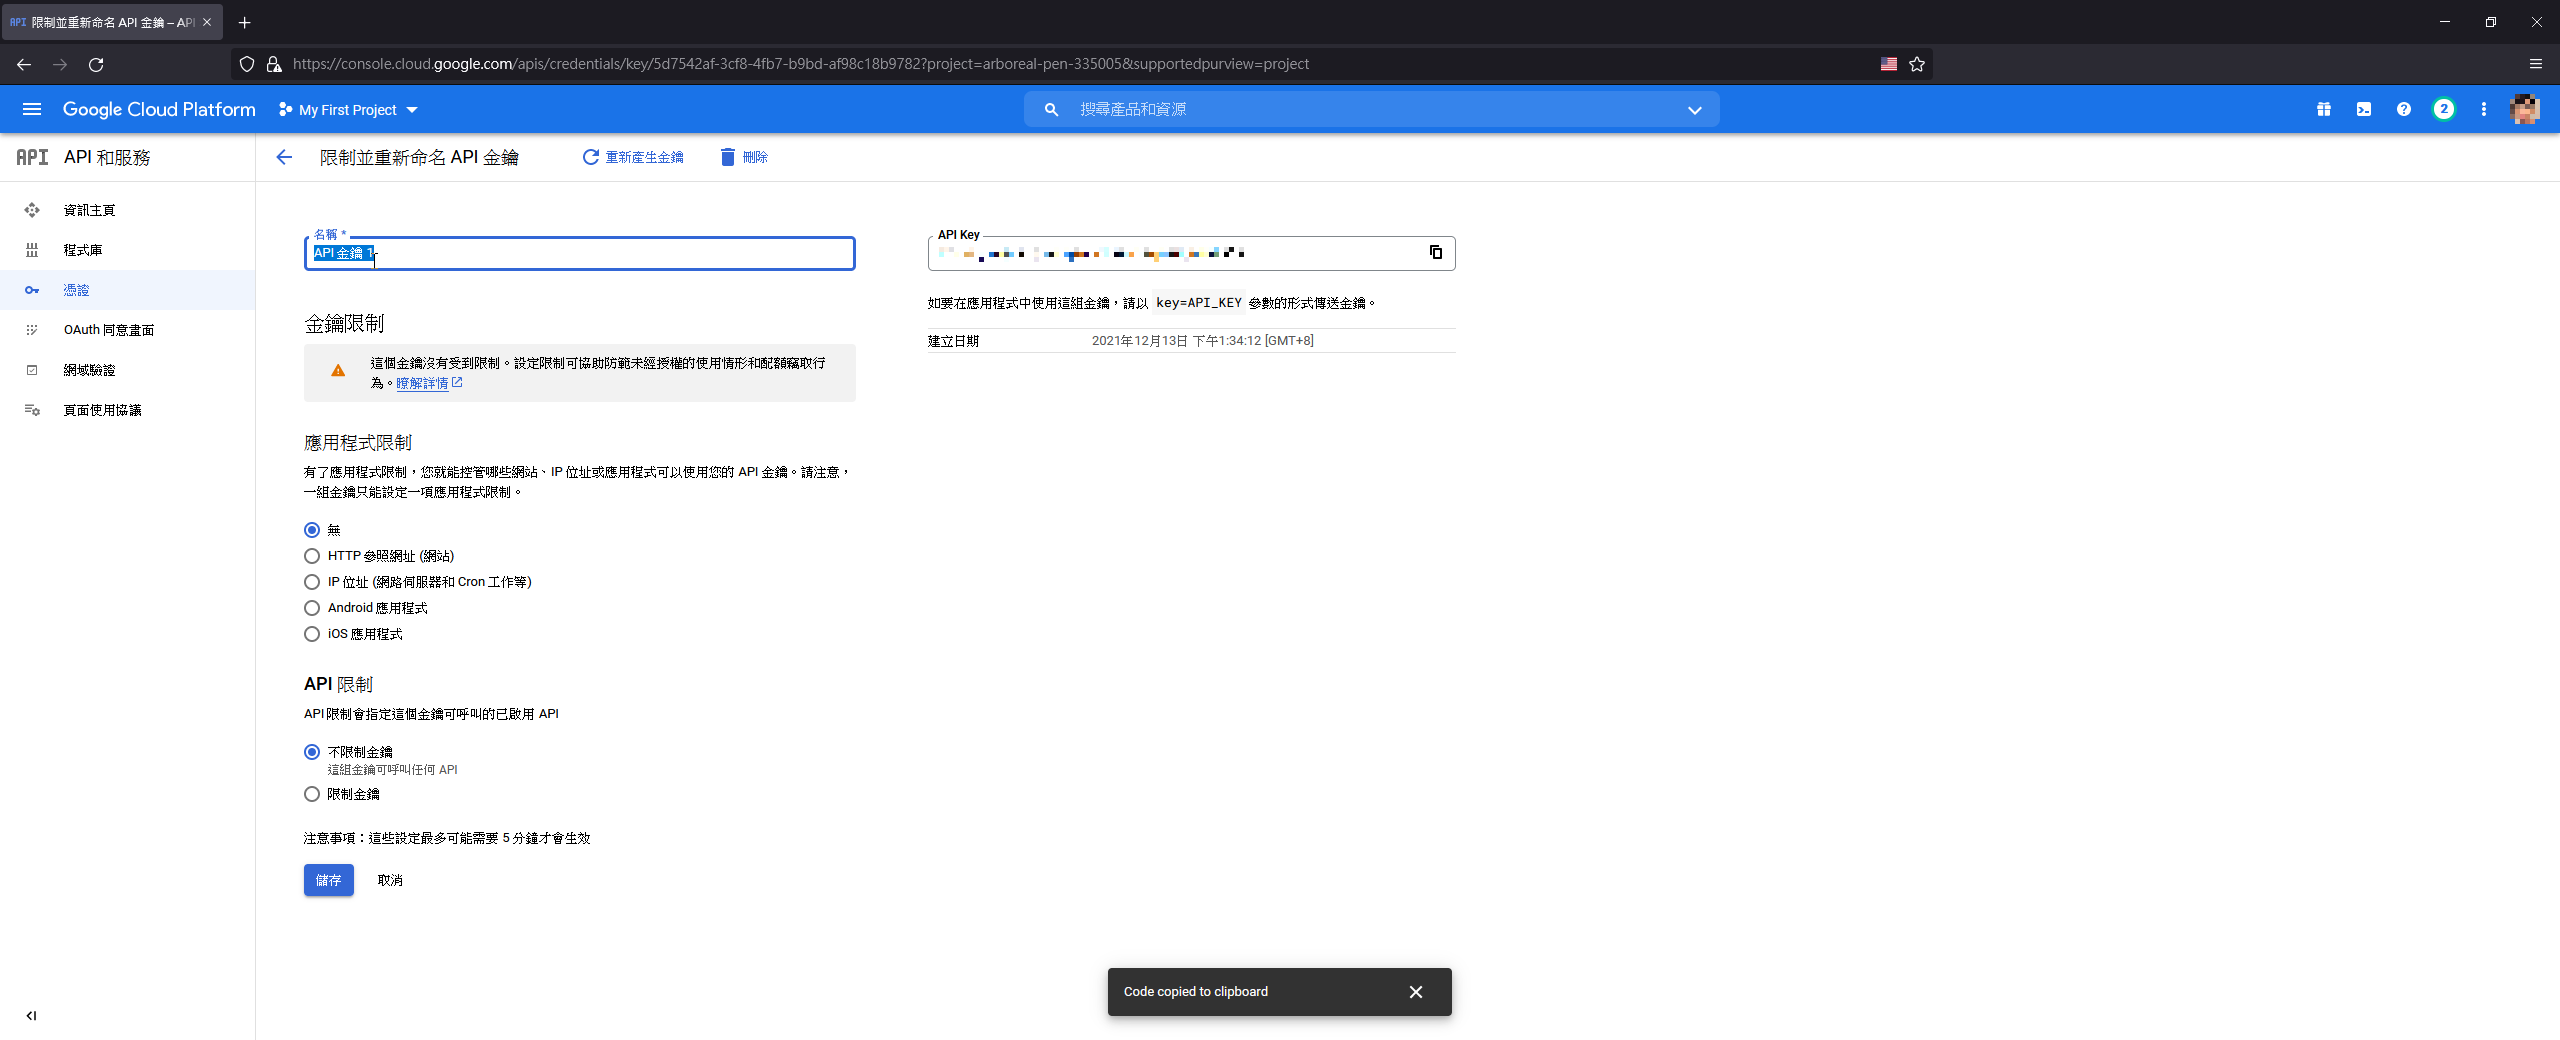 API 限制並重新命名 API 金鑰 – API
https://console.cloud.google.com/apis/credentials/key/5d7542af-3cf8-4fb7-b9bd-af98c18b9782?project=arboreal-pen-335005&supportedpurview=project
Google Cloud Platform
My First Project
搜尋產品和資源
2
API API 和服務
限制並重新命名 API 金鑰
重新產生金鑰
刪除
資訊主頁
程式庫
憑證
OAuth 同意畫面
網域驗證
頁面使用協議
名稱 *
API 金鑰 1
金鑰限制
這個金鑰沒有受到限制。設定限制可協助防範未經授權的使用情形和配額竊取行
為。瞭解詳情
應用程式限制
有了應用程式限制，您就能控管哪些網站、IP 位址或應用程式可以使用您的 API 金鑰。請注意，
一組金鑰只能設定一項應用程式限制。
無
HTTP 參照網址 (網站)
IP 位址 (網路伺服器和 Cron 工作等)
Android 應用程式
iOS 應用程式
API 限制
API 限制會指定這個金鑰可呼叫的已啟用 API
不限制金鑰
這組金鑰可呼叫任何 API
限制金鑰
注意事項：這些設定最多可能需要 5 分鐘才會生效
儲存
取消
API Key
如要在應用程式中使用這組金鑰，請以 key=API_KEY 參數的形式傳送金鑰。
建立日期
2021年12月13日 下午1:34:12 [GMT+8]
Code copied to clipboard